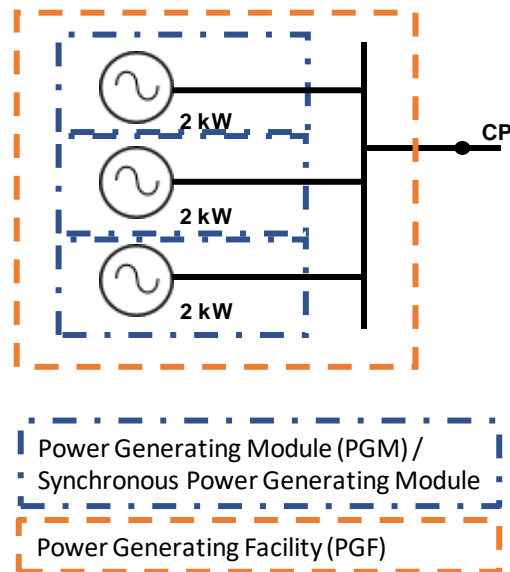 2 kW
CP
2 kW
2 kW
Power Generating Module (PGM) /
Synchronous Power Generating Module
Power Generating Facility (PGF)